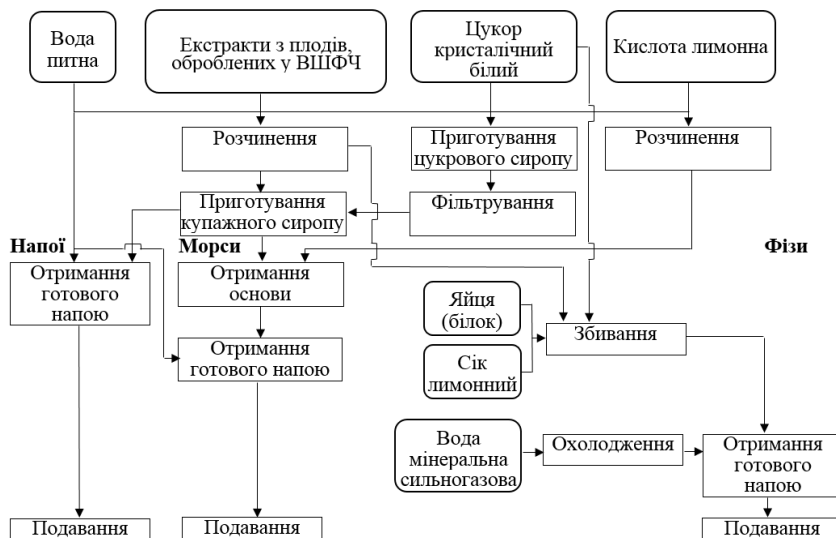 Вода
питна
Екстракти з плодів,
оброблених у ВШФЧ
Цукор
кристалічний
білий
Кислота лимонна
Розчинення
Приготування
цукрового сиропу
Розчинення
Приготування
купажного сиропу
Фільтрування
Напої
Морси
Фізи
Отримання
готового
напою
Отримання
основи
Яйця
(білок)
Збивання
Отримання
готового напою
Сік
лимонний
Вода
мінеральна
сильногазова
Охолодження
Отримання
готового
напою
Подавання
Подавання
Подавання